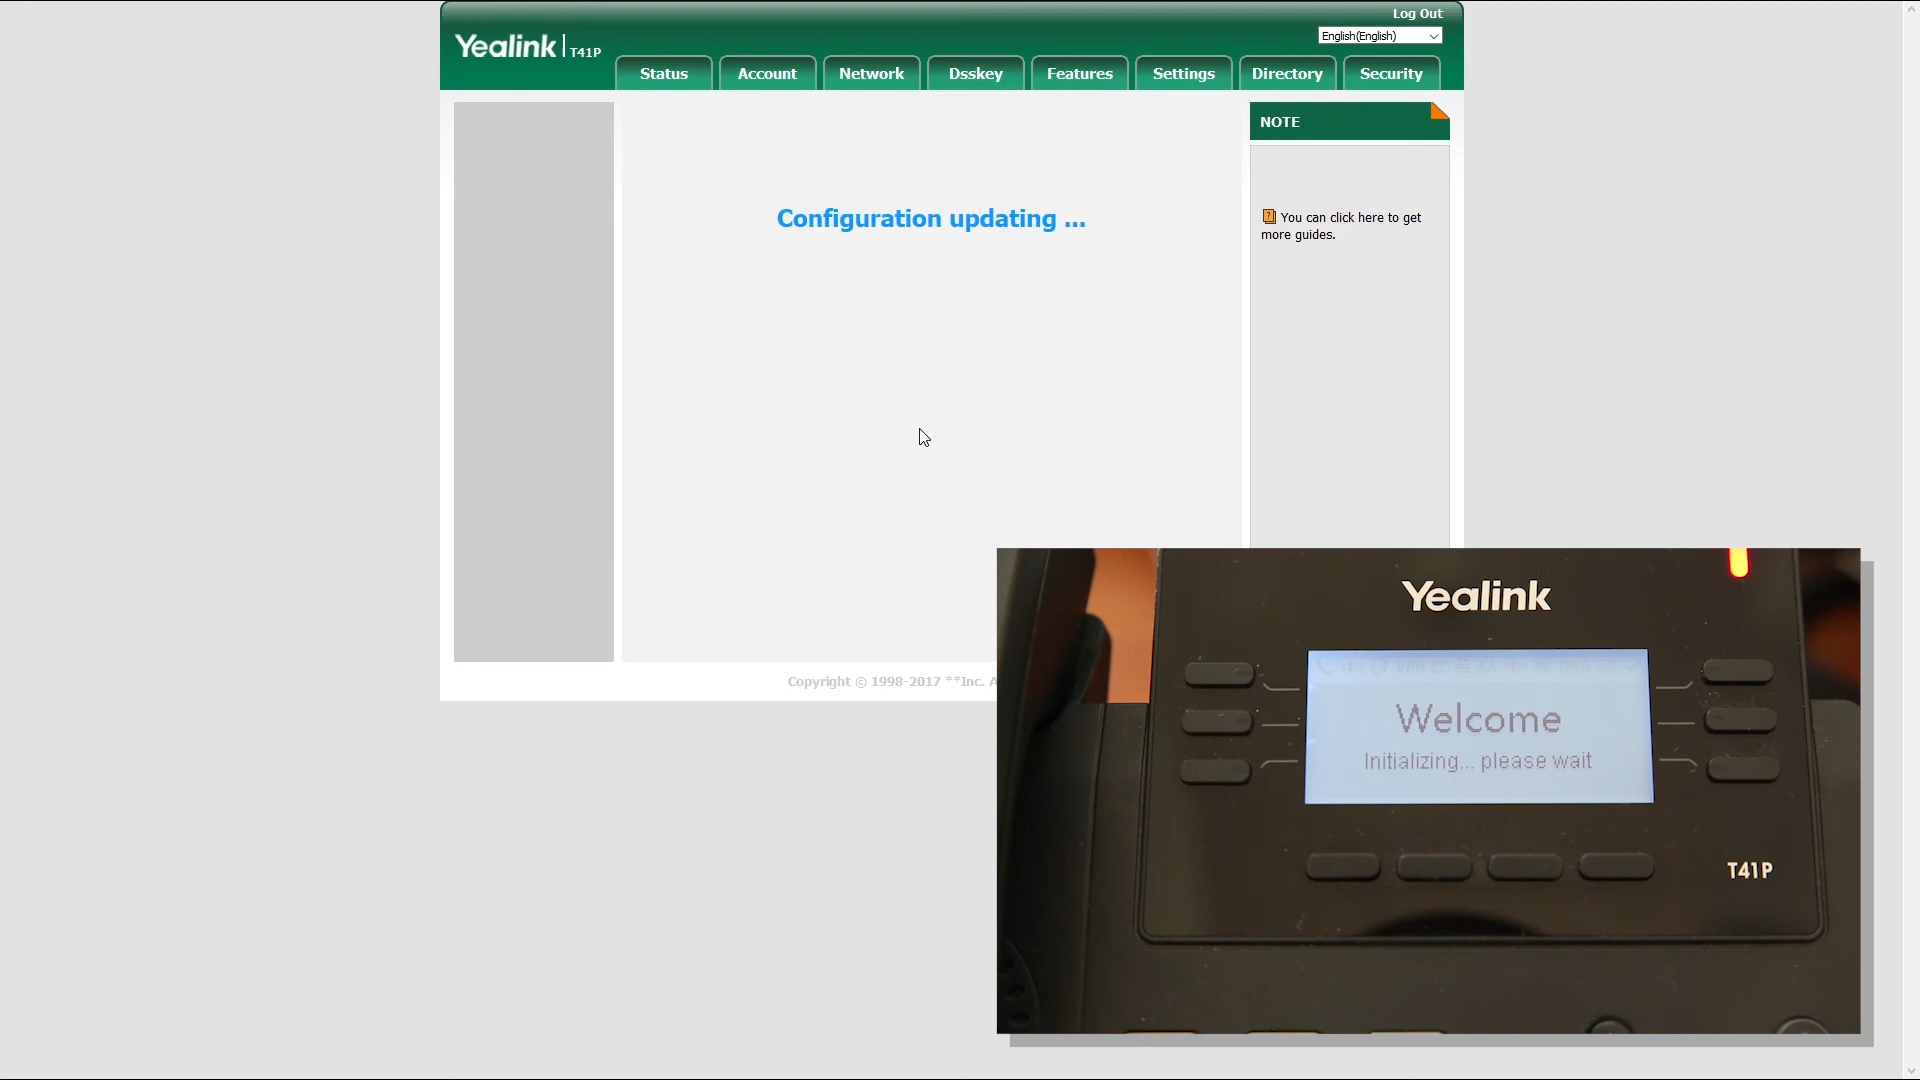 Log Out
English(English)
Yealink | T41P
Status
Account
Network
Dsskey
Features
Settings
Directory
Security
NOTE
Configuration updating ...
? You can click here to get
more guides.
Copyright © 1998-2017 **Inc. A
Yealink
Welcome
Initializing... please wait
T41P